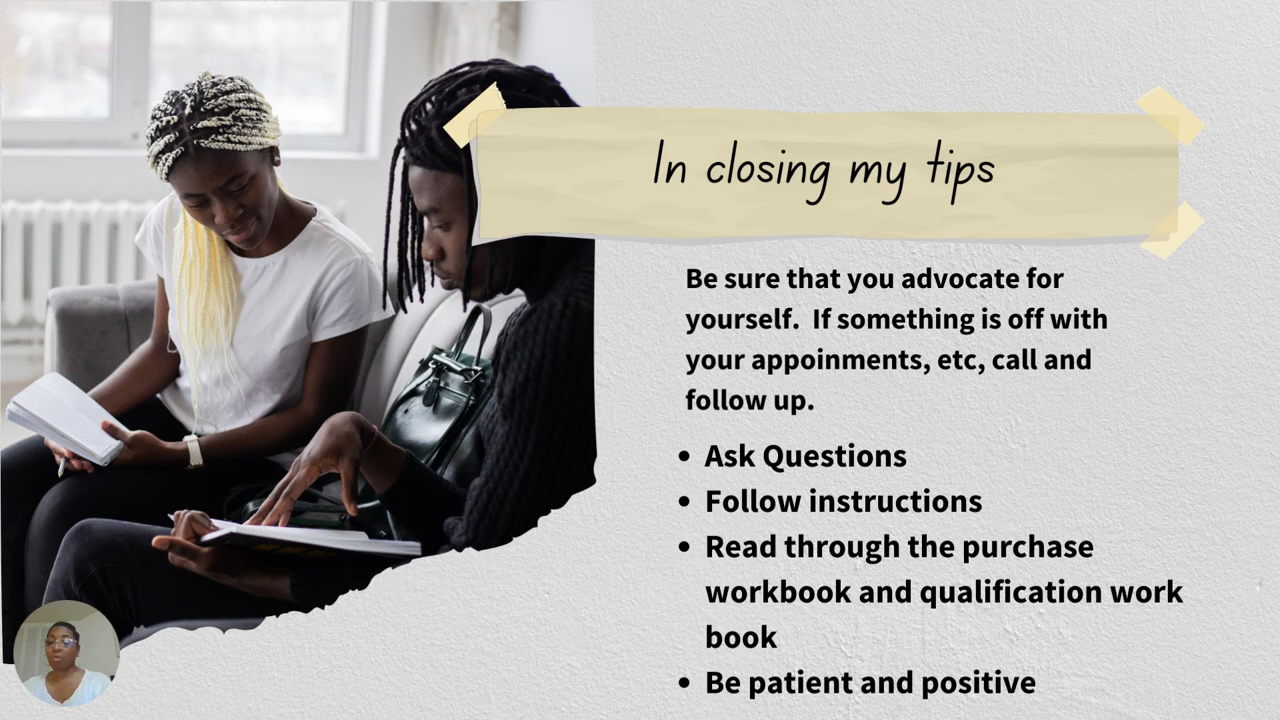 In closing my tips
Be sure that you advocate for
yourself.  If something is off with
your appoinments, etc, call and
follow up.
• Ask Questions
• Follow instructions
• Read through the purchase
workbook and qualification work
book
• Be patient and positive